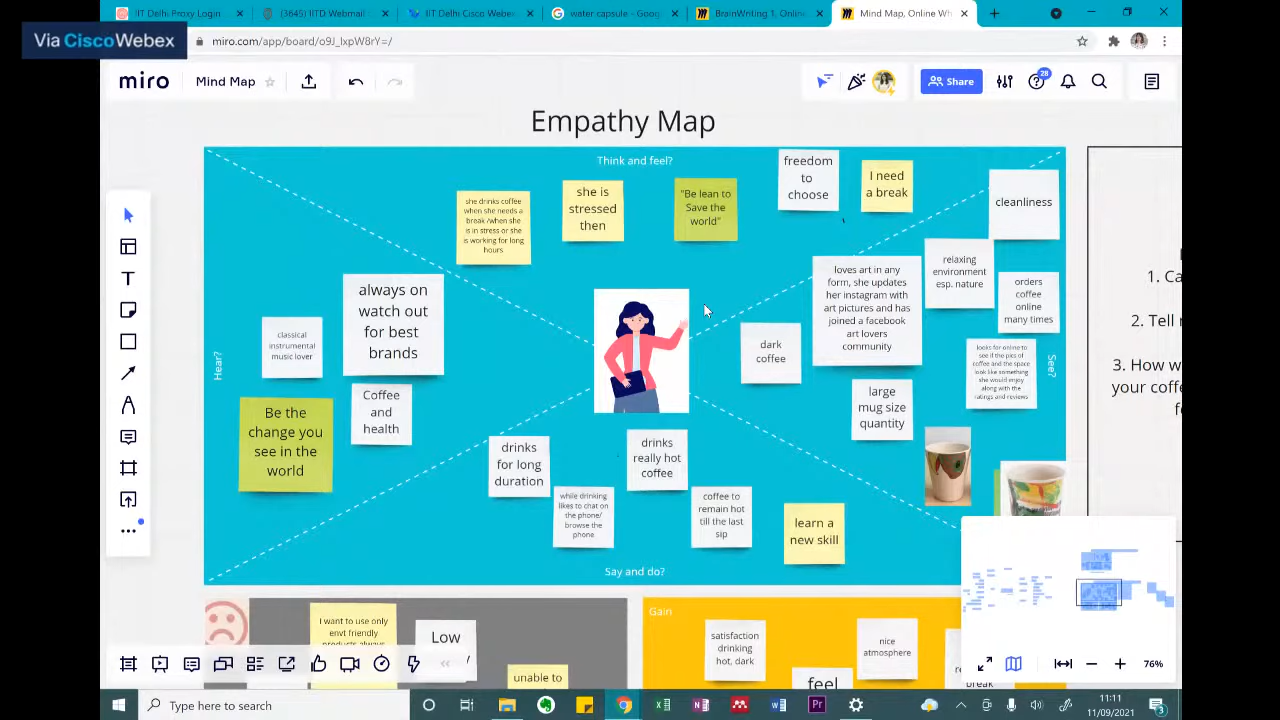 IIT Delhi Proxy Login
(3645) IITD Webmail
IIT Delhi Cisco Webex
water capsule - Goog
BrainWriting 1, Online
Mind Map, Online Wh
Via Cisco Webex
miro.com/app/board/o9J_lxpW8rY=/
miro
Mind Map
Share
28
Empathy Map
Think and feel?
she drinks coffee
when she needs a
break /when she
is in stress or she
is working for long
hours
she is
stressed
then
"Be lean to
Save the
world"
freedom
to
choose
I need
a break
cleanliness
relaxing
environment
esp. nature
orders
coffee
online
many times
loves art in any
form, she updates
her instagram with
art pictures and has
joined a facebook
art lovers
community
looks for online to
see if the pics of
coffee and the space
look like something
she would enjoy
along with the
ratings and reviews
See?
dark
coffee
large
mug size
quantity
Hear?
classical
instrumental
music lover
always on
watch out
for best
brands
Be the
change you
see in the
world
Coffee
and
health
drinks
for long
duration
drinks
really hot
coffee
while drinking
likes to chat on
the phone/
browse the
phone
coffee to
remain hot
till the last
sip
learn a
new skill
Say and do?
1. Ca
2. Tell
3. How w
your coff
I want to use only
envt friendly
products always
Low
unable to
Gain
satisfaction
drinking
hot, dark
feel
nice
atmosphere
break
76%
Type here to search
11:11
11/09/2021
3